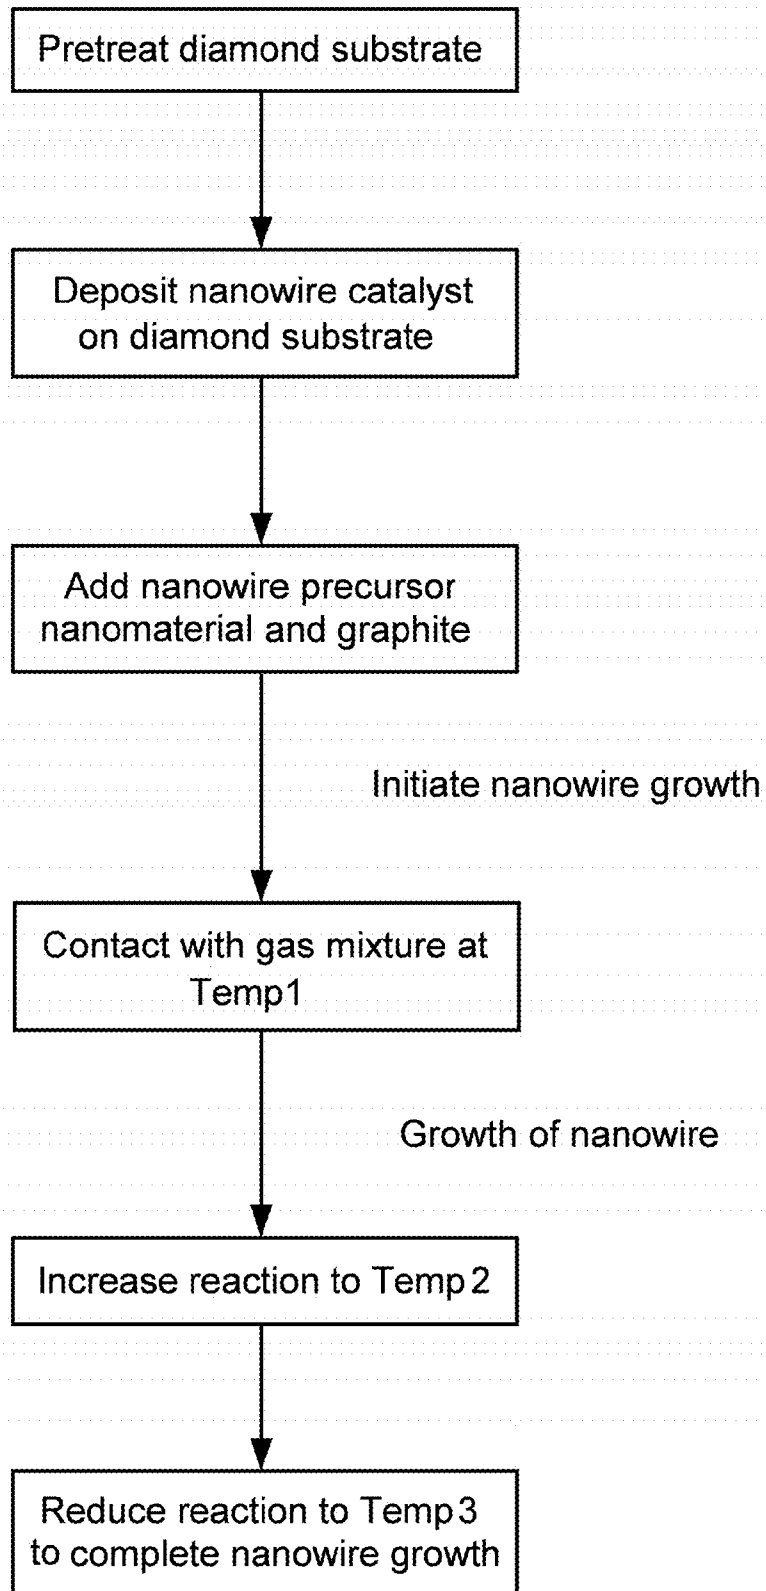 Pretreat diamond substrate
Deposit nanowire catalyst
on diamond substrate
Add nanowire precursor
nanomaterial and graphite
Initiate nanowire growth
Contact with gas mixture at
Temp1
Growth of nanowire
Increase reaction to Temp2
Reduce reaction to Temp3
to complete nanowire growth